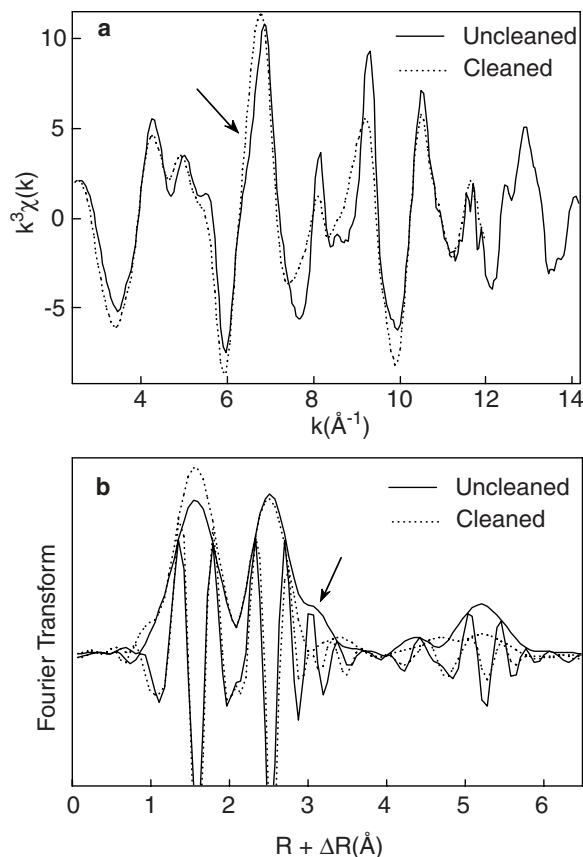 a
Uncleaned
Cleaned
10
5
0
-5
k³χ(k)
4 6 8 10 12 14
k(Å⁻¹)
b
Uncleaned
Cleaned
Fourier Transform
0 1 2 3 4 5 6
R + ΔR(Å)